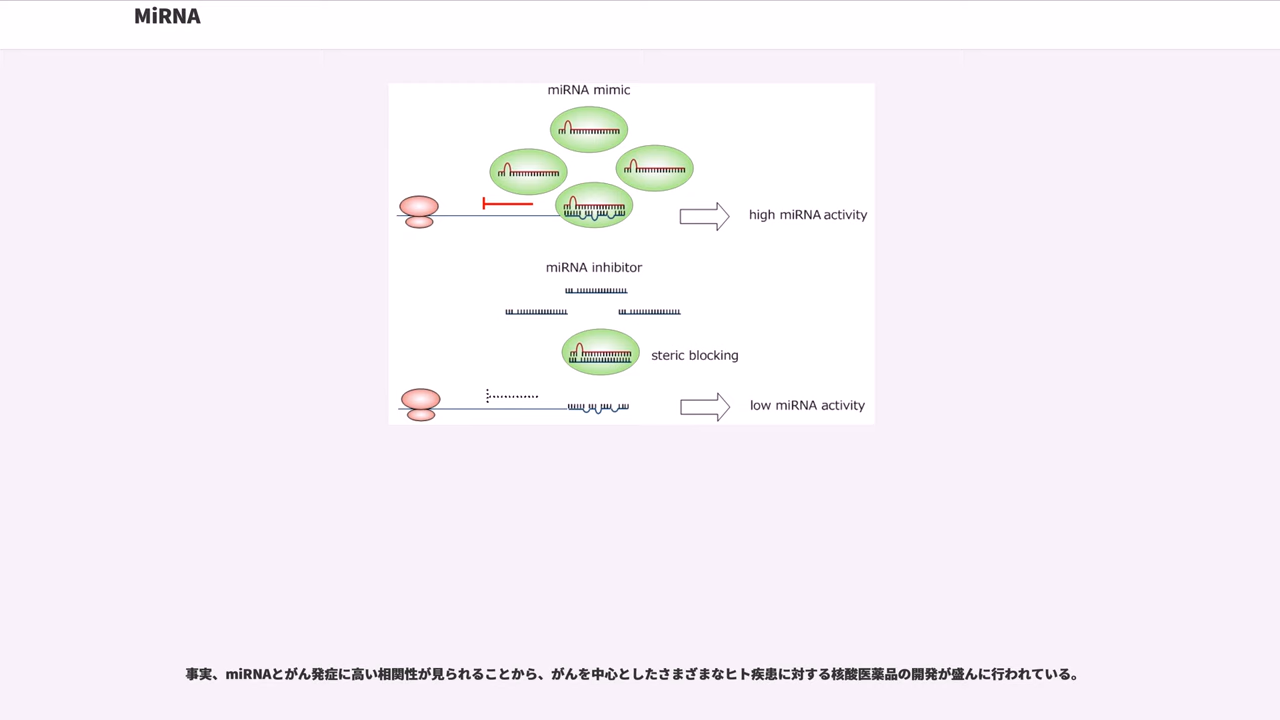 MiRNA
miRNA mimic
high miRNA activity
miRNA inhibitor
steric blocking
low miRNA activity
事実、miRNAとがん発症に高い相関性が見られることから、がんを中心としたさまざまなヒト疾患に対する核酸医薬品の開発が盛んに行われている。